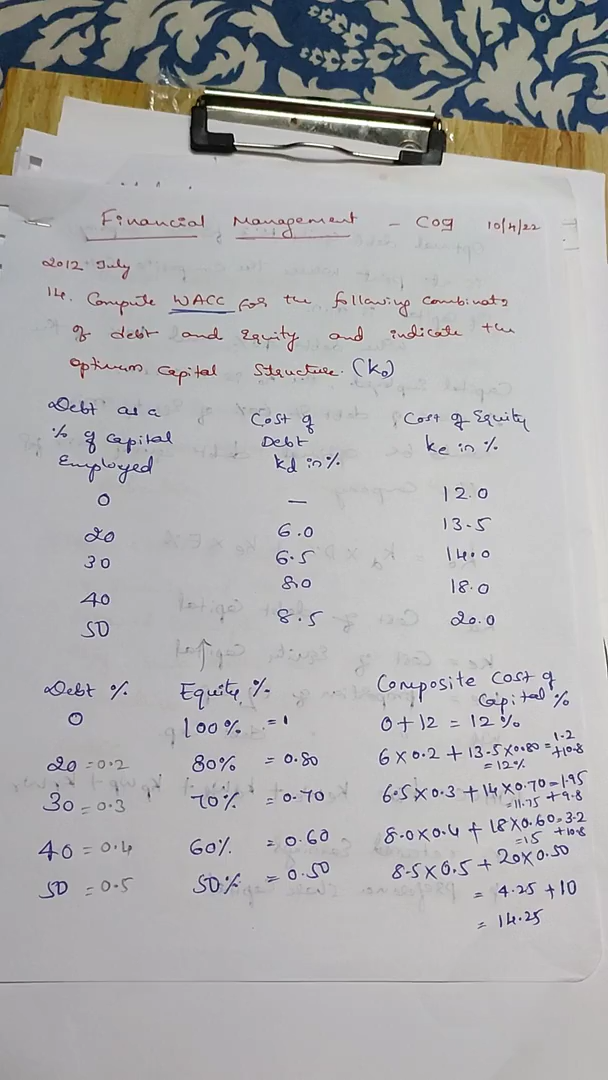 Financial Management - COG 10/4/22
2012 July
14. Compute WACC for the following combinats
of debt and Equity and indicate the
optimum Capital Structure. (Ko)
Debt as a % of Capital Employed
Cost of Debt kd in %
Cost of Equity ke in %
0 — 12.0
20 6.0 13.5
30 6.5 14.0
40 8.0 18.0
50 8.5 20.0
Debt % Equity % Composite Cost of Capital %
0 100% = 1 0 + 12 = 12%
20 = 0.2 80% = 0.80 6 x 0.2 + 13.5 x 0.80 = 1.2 + 10.8
= 12%
30 = 0.3 70% = 0.70 6.5 x 0.3 + 14 x 0.70 = 1.95 + 9.8
= 11.75
40 = 0.4 60% = 0.60 8.0 x 0.4 + 18 x 0.60 = 3.2 + 10.8
= 15
50 = 0.5 50% = 0.50 8.5 x 0.5 + 20 x 0.50
= 4.25 + 10
= 14.25